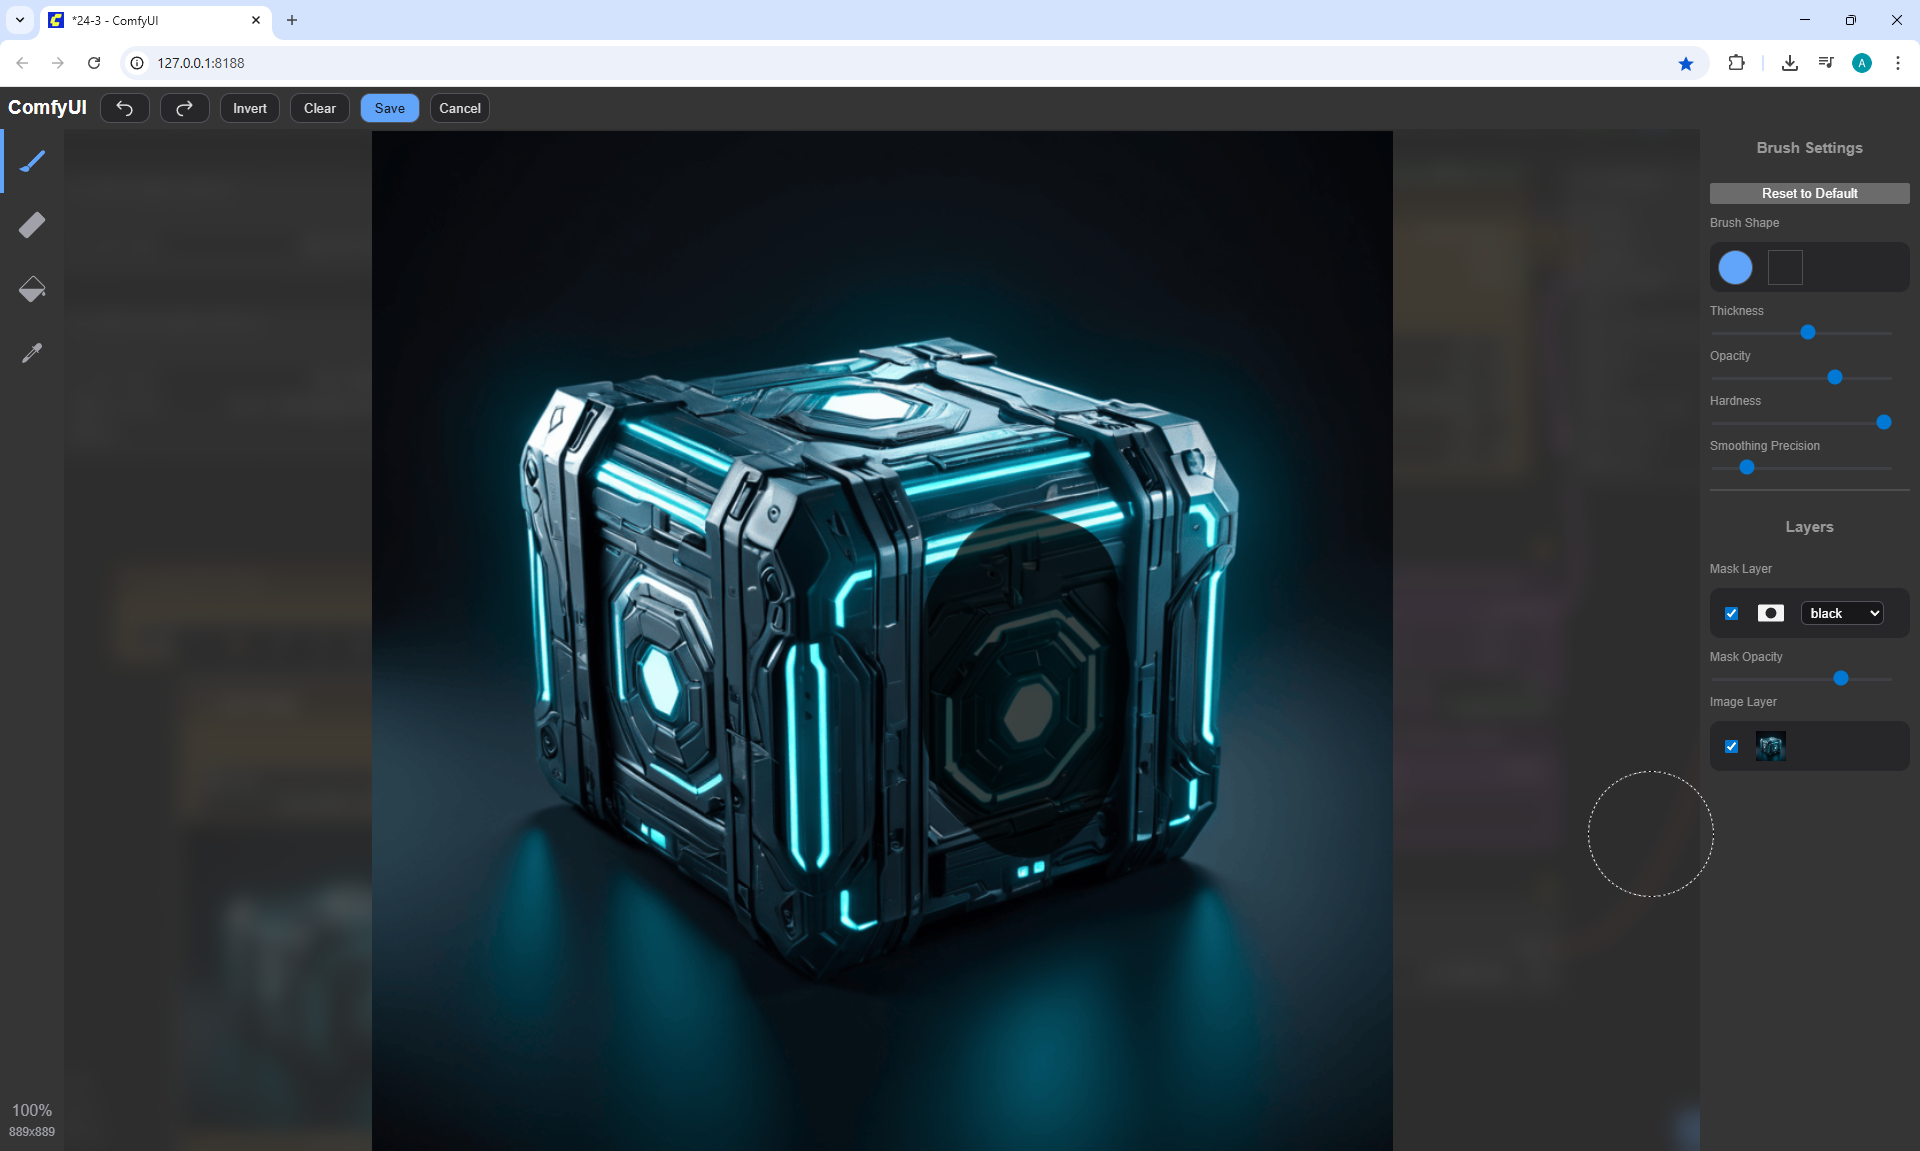 *24-3 - ComfyUI
127.0.0.1:8188
ComfyUI
Invert
Clear
Save
Cancel
A
Brush Settings
Reset to Default
Brush Shape
Thickness
Opacity
Hardness
Smoothing Precision
Layers
Mask Layer
black
Mask Opacity
Image Layer
100%
889x889